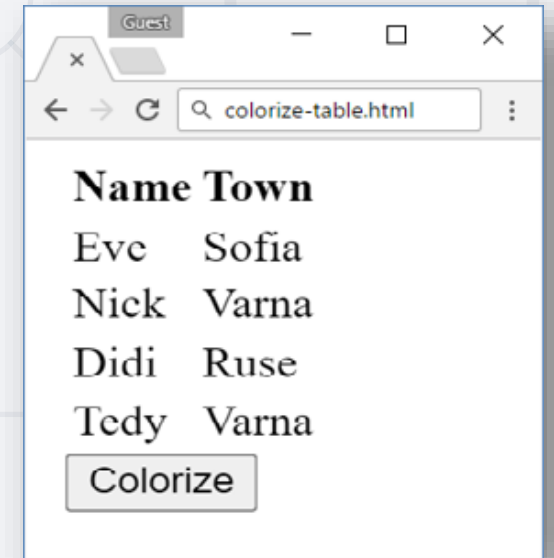 Guest
colorize-table.html
Name Town
Eve Sofia
Nick Varna
Didi Ruse
Tedy Varna
Colorize